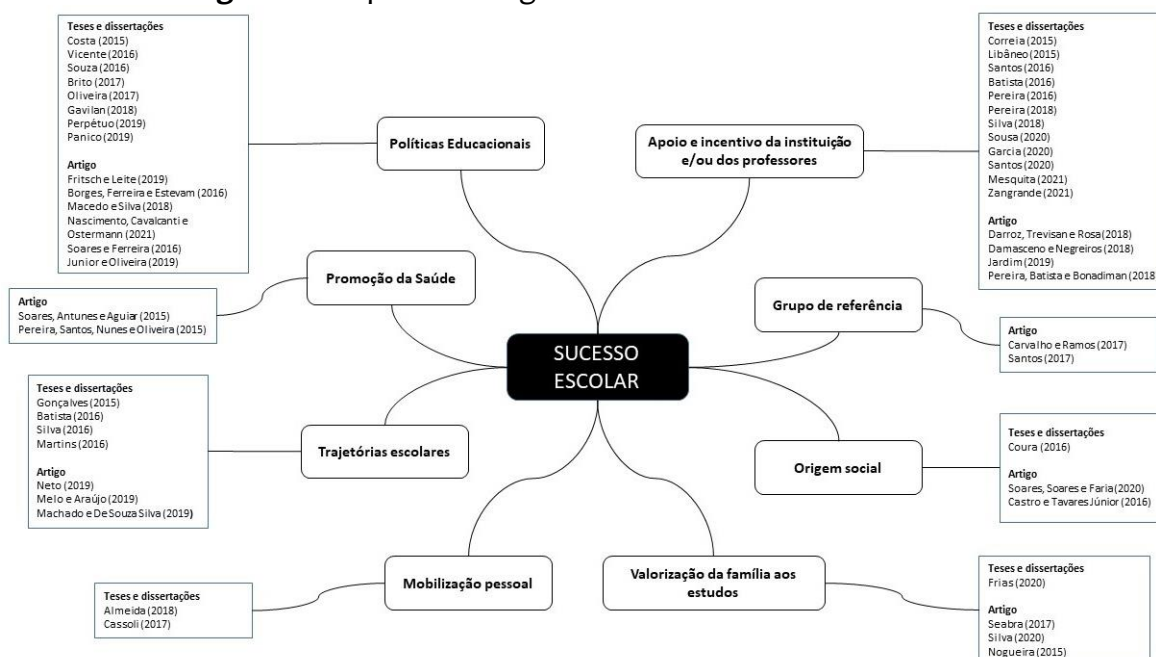 Teses e dissertações
Costa (2015)
Vicente (2016)
Souza (2016)
Brito (2017)
Oliveira (2017)
Gavilan (2018)
Perpétuo (2019)
Panico (2019)
Artigo
Fritsch e Leite (2019)
Borges, Ferreira e Estevam (2016)
Macedo e Silva (2018)
Nascimento, Cavalcanti e
Ostermann (2021)
Soares e Ferreira (2016)
Junior e Oliveira (2019)
Políticas Educacionais
Artigo
Soares, Antunes e Aguiar (2015)
Pereira, Santos, Nunes e Oliveira (2015)
Promoção da Saúde
Teses e dissertações
Gonçalves (2015)
Batista (2016)
Silva (2016)
Martins (2016)
Artigo
Neto (2019)
Melo e Araújo (2019)
Machado e De Souza Silva (2019)
Trajetórias escolares
Teses e dissertações
Almeida (2018)
Cassoli (2017)
Mobilização pessoal
SUCESSO
ESCOLAR
Apoio e incentivo da instituição
e/ou dos professores
Teses e dissertações
Correia (2015)
Libâneo (2015)
Santos (2016)
Batista (2016)
Pereira (2016)
Pereira (2018)
Silva (2018)
Sousa (2020)
Garcia (2020)
Santos (2020)
Mesquita (2021)
Zangrande (2021)
Artigo
Darroz, Trevisan e Rosa (2018)
Damasceno e Negreiros (2018)
Jardim (2019)
Pereira, Batista e Bonadiman (2018
Grupo de referência
Artigo
Carvalho e Ramos (2017)
Santos (2017)
Origem social
Teses e dissertações
Coura (2016)
Artigo
Soares, Soares e Faria (2020)
Castro e Tavares Júnior (2016)
Valorização da família aos
estudos
Teses e dissertações
Frias (2020)
Artigo
Seabra (2017)
Silva (2020)
Nogueira (2015)